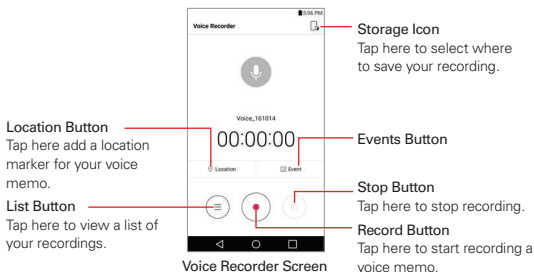 5:06 PM
Voice Recorder
Storage Icon
Tap here to select where
to save your recording.
Voice_161014
00:00:00
Location Button
Tap here add a location
marker for your voice
memo.
Location
Event
Events Button
List Button
Tap here to view a list of
your recordings.
Stop Button
Tap here to stop recording.
Record Button
Tap here to start recording a
voice memo.
Voice Recorder Screen